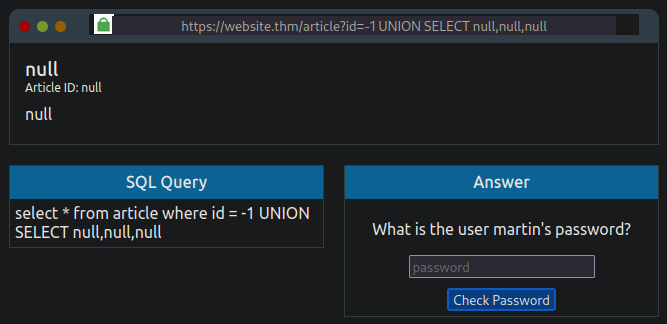 https://website.thm/article?id=-1 UNION SELECT null,null,null
null
Article ID: null
null
SQL Query
select * from article where id = -1 UNION
SELECT null,null,null
Answer
What is the user martin's password?
password
Check Password